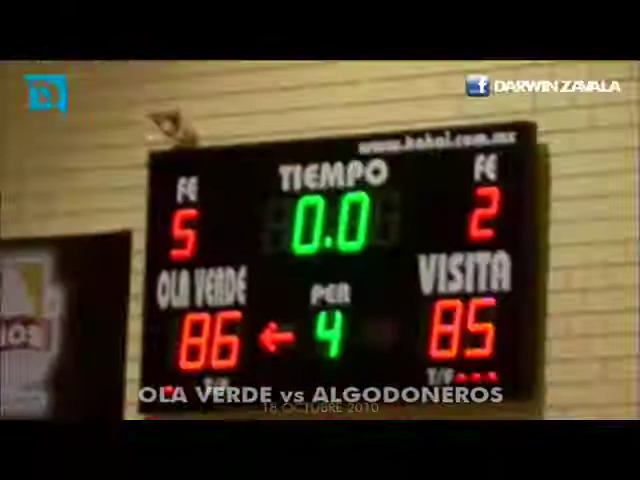 DARWIN ZAVALA
www.kokol.com.mx
FE
TIEMPO
FE
5
0.0
2
OLA VERDE
PER
VISITA
86
4
85
T/F
T/F
OLA VERDE vs ALGODONEROS
18 OCTUBRE 2010